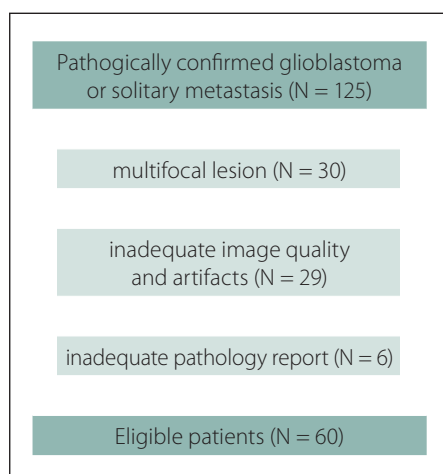 Pathogically confirmed glioblastoma
or solitary metastasis (N = 125)
multifocal lesion (N = 30)
inadequate image quality
and artifacts (N = 29)
inadequate pathology report (N = 6)
Eligible patients (N = 60)